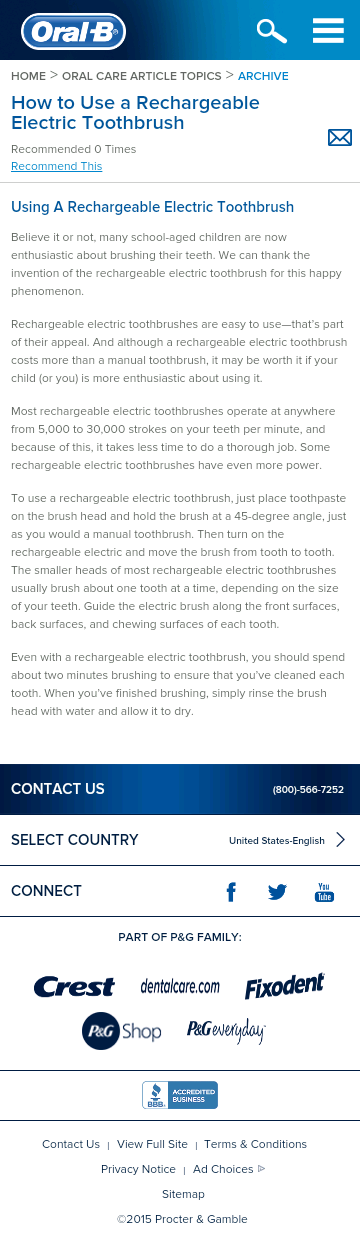 Oral-B®
HOME > ORAL CARE ARTICLE TOPICS > ARCHIVE
How to Use a Rechargeable
Electric Toothbrush
Recommended 0 Times
Recommend This
Using A Rechargeable Electric Toothbrush
Believe it or not, many school-aged children are now
enthusiastic about brushing their teeth. We can thank the
invention of the rechargeable electric toothbrush for this happy
phenomenon.
Rechargeable electric toothbrushes are easy to use—that's part
of their appeal. And although a rechargeable electric toothbrush
costs more than a manual toothbrush, it may be worth it if your
child (or you) is more enthusiastic about using it.
Most rechargeable electric toothbrushes operate at anywhere
from 5,000 to 30,000 strokes on your teeth per minute, and
because of this, it takes less time to do a thorough job. Some
rechargeable electric toothbrushes have even more power.
To use a rechargeable electric toothbrush, just place toothpaste
on the brush head and hold the brush at a 45-degree angle, just
as you would a manual toothbrush. Then turn on the
rechargeable electric and move the brush from tooth to tooth.
The smaller heads of most rechargeable electric toothbrushes
usually brush about one tooth at a time, depending on the size
of your teeth. Guide the electric brush along the front surfaces,
back surfaces, and chewing surfaces of each tooth.
Even with a rechargeable electric toothbrush, you should spend
about two minutes brushing to ensure that you've cleaned each
tooth. When you've finished brushing, simply rinse the brush
head with water and allow it to dry.
CONTACT US (800)-566-7252
SELECT COUNTRY United States-English
CONNECT You Tube
PART OF P&G FAMILY:
Crest dentalcare.com Fixodent
P&G Shop P&G everyday
BBB. ACCREDITED BUSINESS
Contact Us | View Full Site | Terms & Conditions
Privacy Notice | Ad Choices
Sitemap
©2015 Procter & Gamble